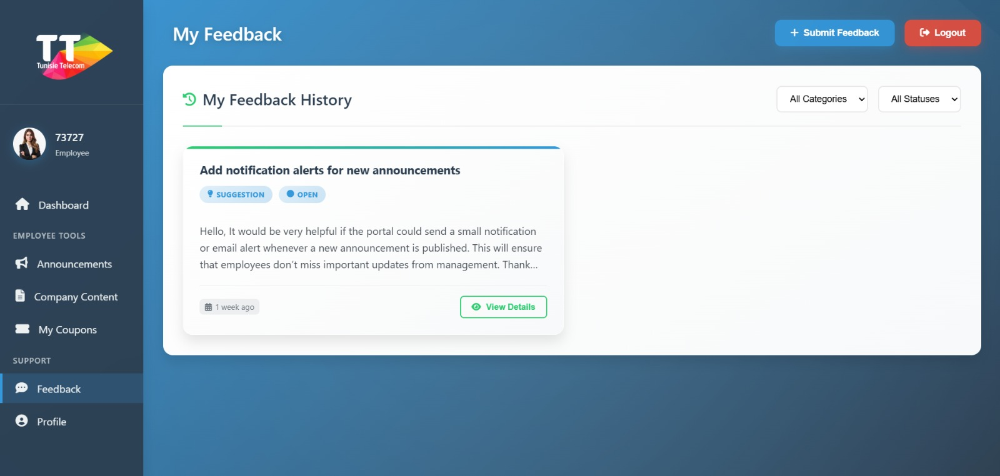 TT
Tunisie Telecom
73727
Employee
Dashboard
EMPLOYEE TOOLS
Announcements
Company Content
My Coupons
SUPPORT
Feedback
Profile
My Feedback
Submit Feedback
Logout
My Feedback History
All Categories
All Statuses
Add notification alerts for new announcements
SUGGESTION
OPEN
Hello, It would be very helpful if the portal could send a small notification
or email alert whenever a new announcement is published. This will ensure
that employees don't miss important updates from management. Thank...
1 week ago
View Details